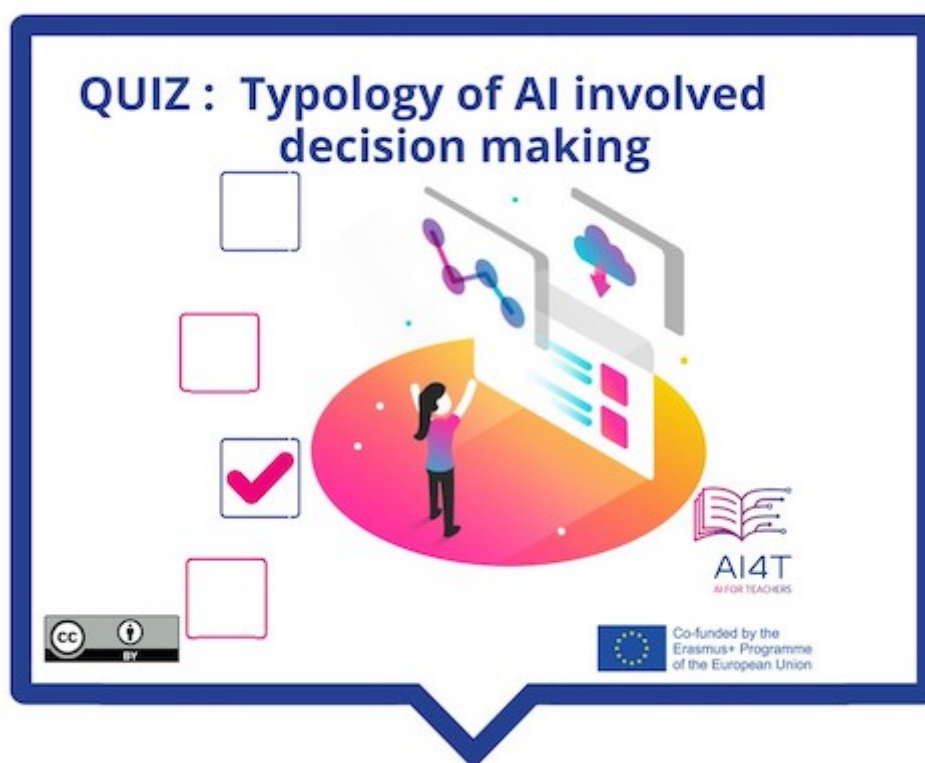 QUIZ : Typology of AI involved
decision making
AI4T
AI FOR TEACHERS
cc
BY
Co-funded by the
Erasmus+ Programme
of the European Union